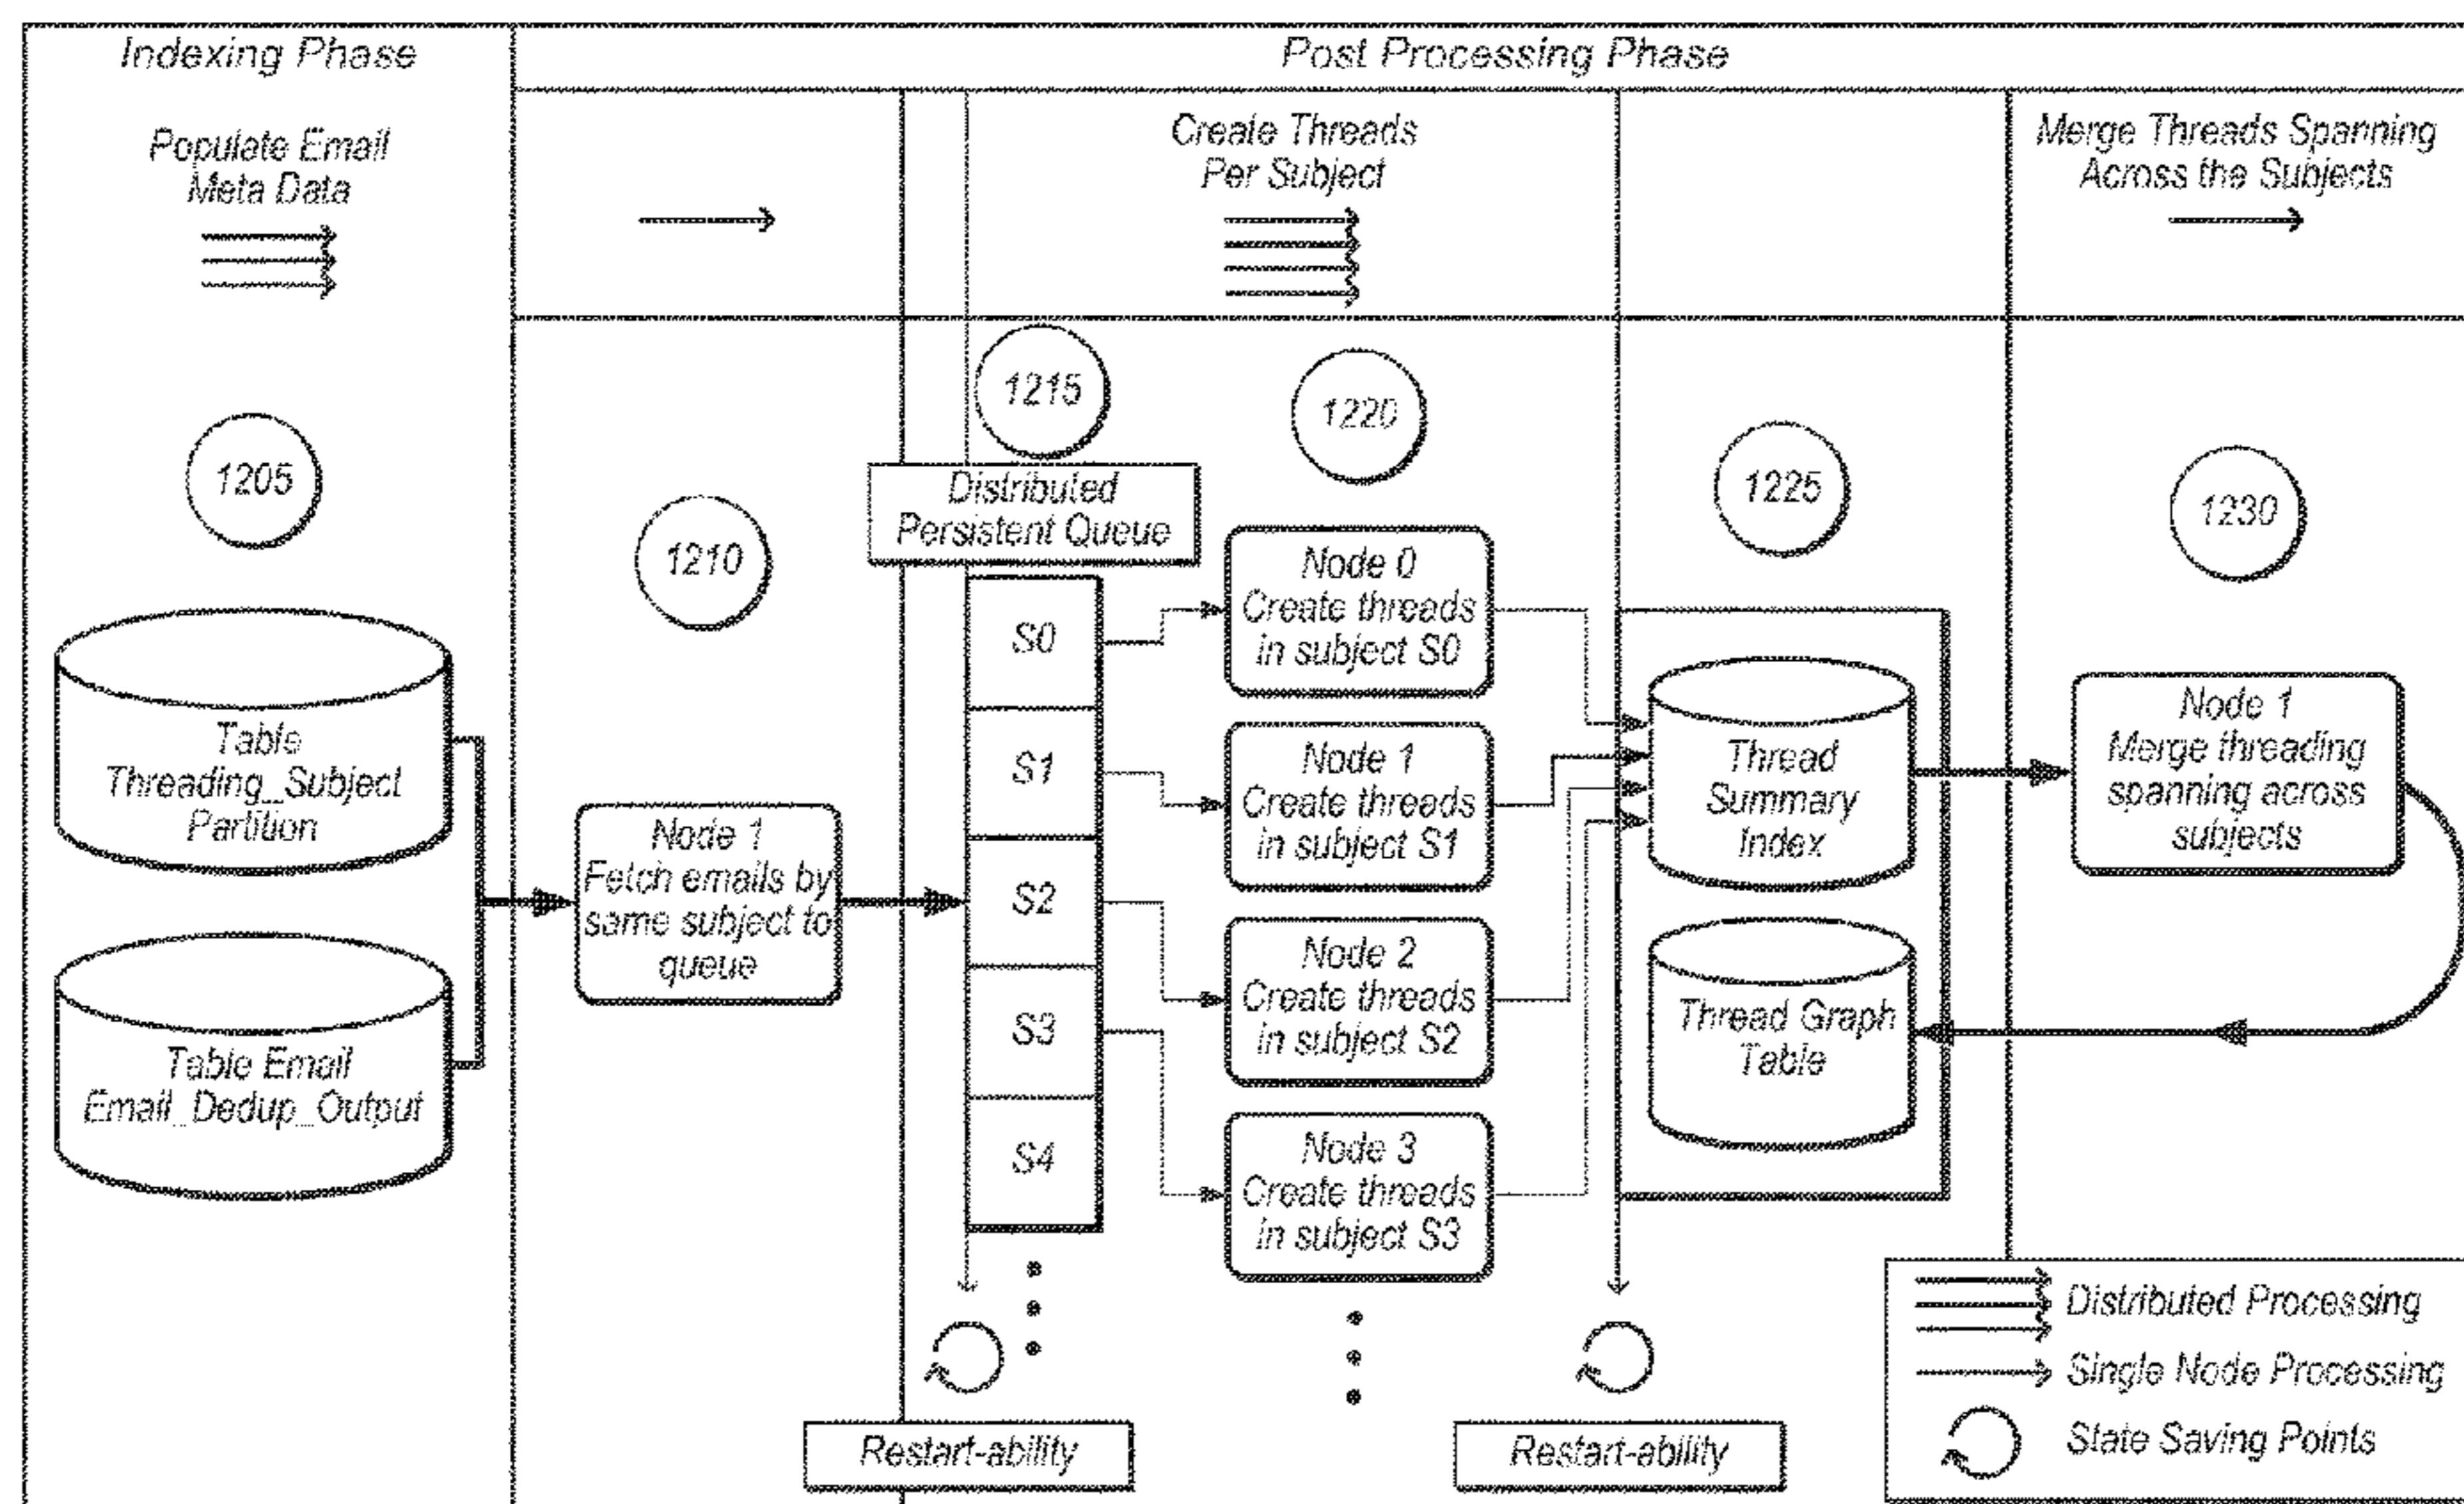 Indexing Phase
Post Processing Phase
Populate Email
Meta Data
Create Threads
Per Subject
Merge Threads Spanning
Across the Subjects
1205
1210
1215
1220
1225
1230
Table
Threading_Subject
Partition
Table Email
Email_Dedup_Output
Node 1
Fetch emails by
same subject to
queue
Distributed
Persistent Queue
S0
S1
S2
S3
S4
Node 0
Create threads
in subject S0
Node 1
Create threads
in subject S1
Node 2
Create threads
in subject S2
Node 3
Create threads
in subject S3
Thread
Summary
Index
Thread Graph
Table
Node 1
Merge threading
spanning across
subjects
Restart-ability
Restart-ability
Distributed Processing
Single Node Processing
State Saving Points